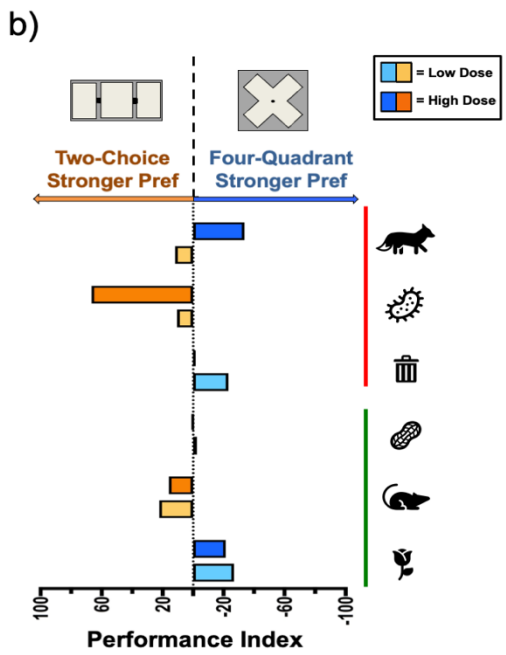 b)
= Low Dose
= High Dose
Two-Choice
Stronger Pref
Four-Quadrant
Stronger Pref
100
60
20
-20
-60
-100
Performance Index